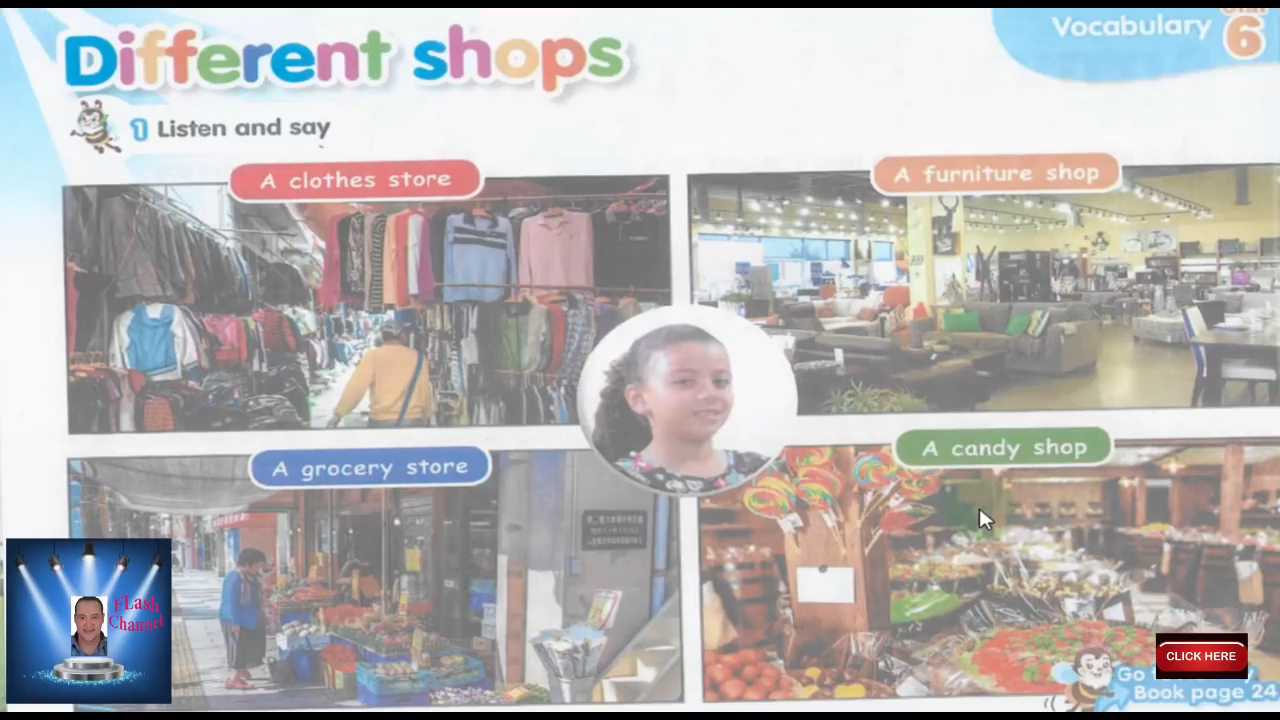 Different shops
Vocabulary
6
1 Listen and say
A clothes store
A furniture shop
A grocery store
A candy shop
FLash
Channel
CLICK HERE
Go
Book page 24